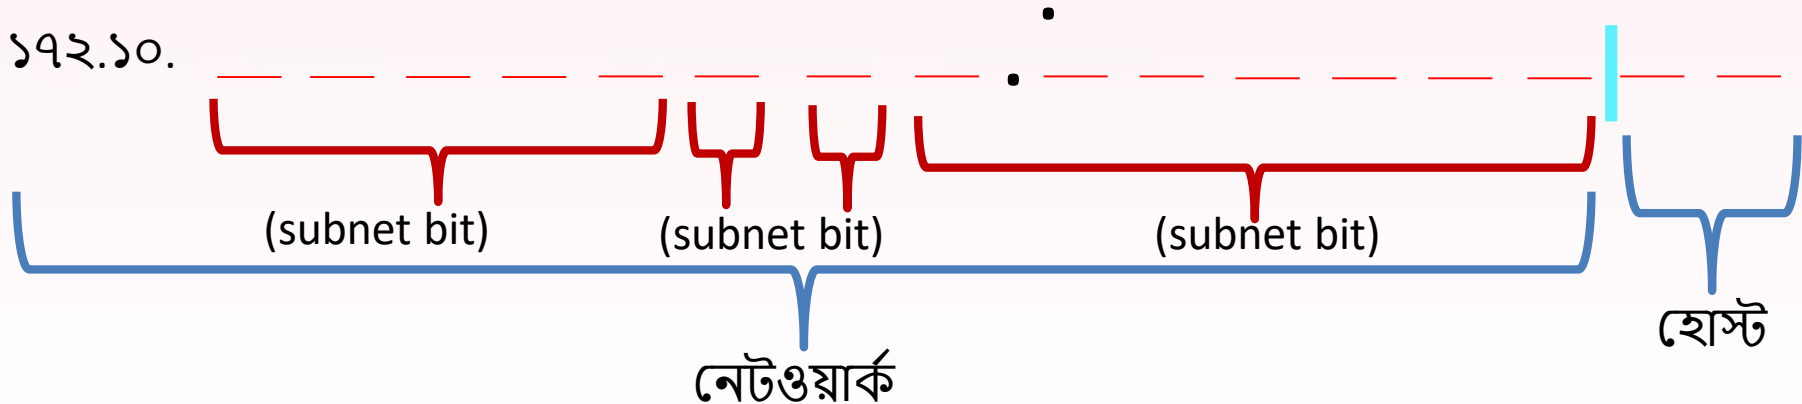 ১৭২.১০. .
(subnet bit) (subnet bit) (subnet bit)
হোস্ট
নেটওয়ার্ক